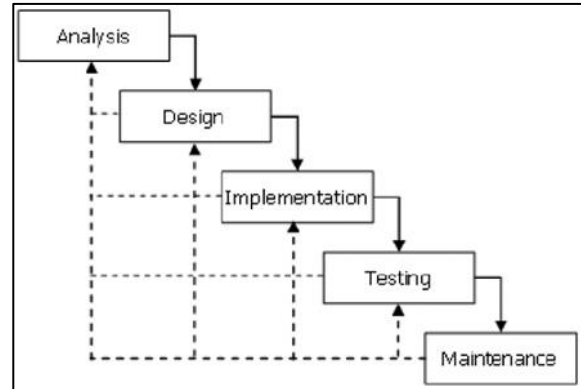 Analysis
Design
Implementation
Testing
Maintenance